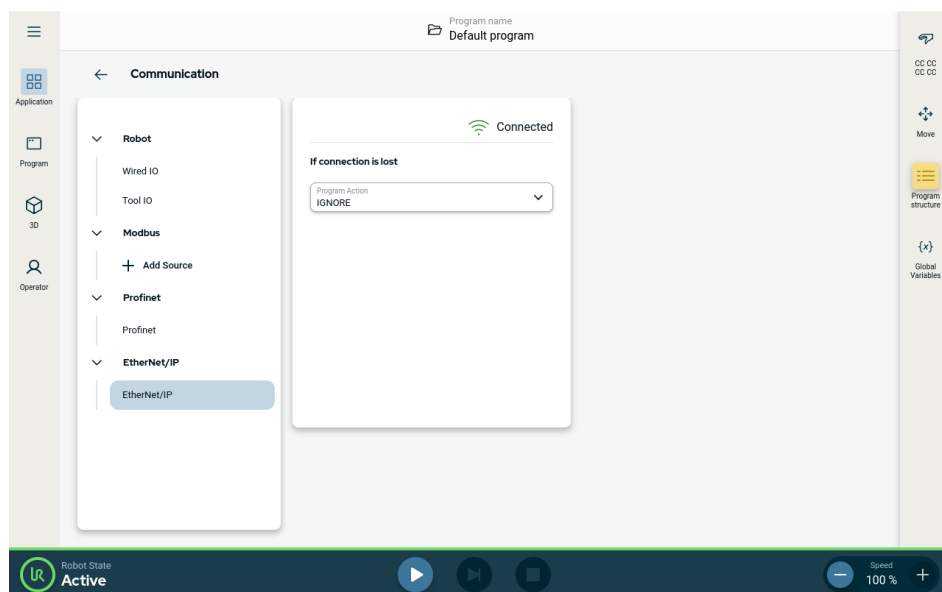 Program name
Default program
Application
Program
3D
Operator
Communication
Robot
Wired IO
Tool IO
Modbus
Add Source
Profinet
Profinet
EtherNet/IP
EtherNet/IP
Connected
If connection is lost
Program Action
IGNORE
CC CC
CC CC
Move
Program
structure
{x}
Global
Variables
UR
Robot State
Active
Speed
100 %